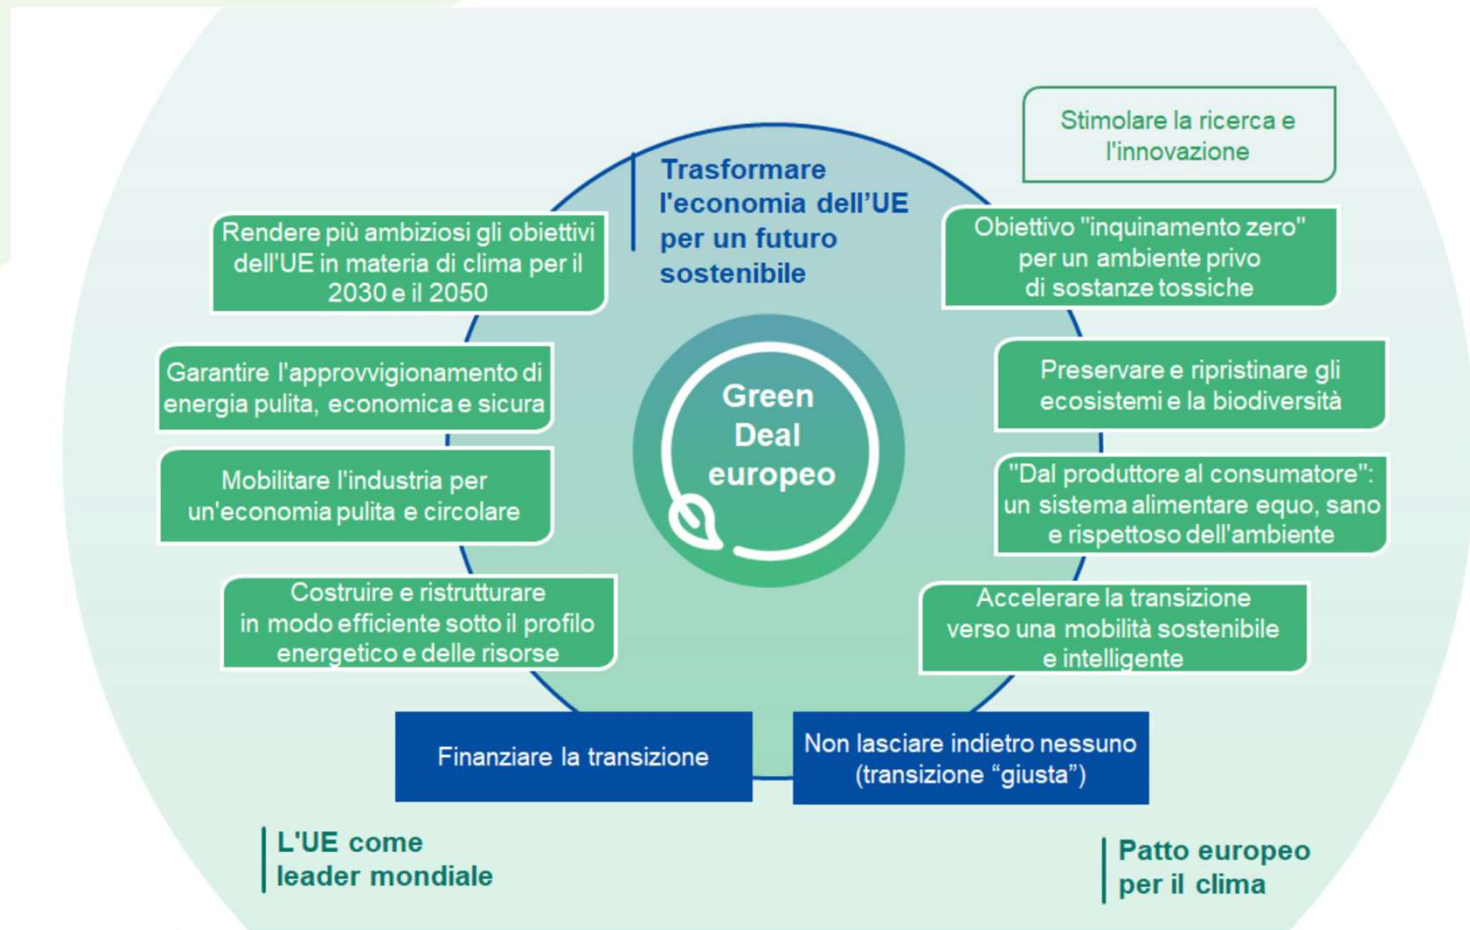 Stimolare la ricerca e
l'innovazione
Trasformare
l'economia dell’UE
per un futuro
sostenibile
Rendere più ambiziosi gli obiettivi
dell'UE in materia di clima per il
2030 e il 2050
Obiettivo "inquinamento zero"
per un ambiente privo
di sostanze tossiche
Garantire l'approvvigionamento di
energia pulita, economica e sicura
Preservare e ripristinare gli
ecosistemi e la biodiversità
Green
Deal
europeo
Mobilitare l'industria per
un'economia pulita e circolare
"Dal produttore al consumatore":
un sistema alimentare equo, sano
e rispettoso dell'ambiente
Costruire e ristrutturare
in modo efficiente sotto il profilo
energetico e delle risorse
Accelerare la transizione
verso una mobilità sostenibile
e intelligente
Finanziare la transizione
Non lasciare indietro nessuno
(transizione “giusta”)
L'UE come
leader mondiale
Patto europeo
per il clima